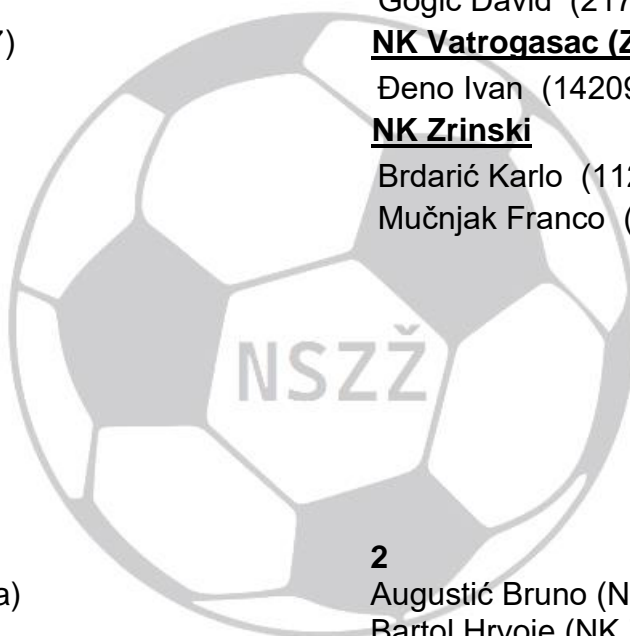 Gogić David (217
7)
NK Vatrogasac (Z
Đeno Ivan (14209
NK Zrinski
Brdarić Karlo (112
Mučnjak Franco (
NSZŽ
2
a)
Augustić Bruno (N
Bartol Hrvoje (NK